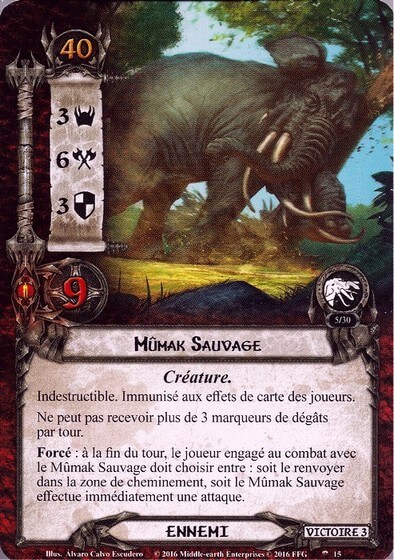 40
3
6
3
9
5/30
Mûmak Sauvage
Créature.
Indestructible. Immunisé aux effets de carte des joueurs.
Ne peut pas recevoir plus de 3 marqueurs de dégâts
par tour.
Forcé : à la fin du tour, le joueur engagé au combat avec
le Mûmak Sauvage doit choisir entre : soit le renvoyer
dans la zone de cheminement, soit le Mûmak Sauvage
effectue immédiatement une attaque.
ENNEMI
VICTOIRE 3
Illus. Álvaro Calvo Escudero © 2016 Middle-earth Enterprises © 2016 FFG 15